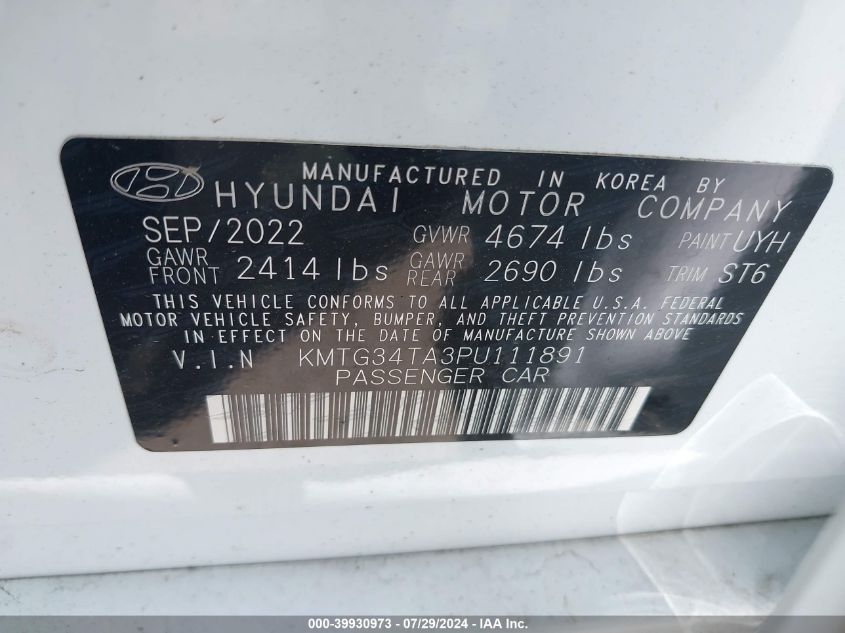 MANUFACTURED IN KOREA BY
HYUNDAI MOTOR COMPANY
SEP/2022 GVWR 4674 lbs PAINT UYH
GAWR FRONT 2414 lbs GAWR REAR 2690 lbs TRIM ST6
THIS VEHICLE CONFORMS TO ALL APPLICABLE U.S.A. FEDERAL
MOTOR VEHICLE SAFETY, BUMPER, AND THEFT PREVENTION STANDARDS
IN EFFECT ON THE DATE OF MANUFACTURE SHOWN ABOVE
V.I.N KMTG34TA3PU111891
PASSENGER CAR
000-39930973 - 07/29/2024 - IAA Inc.